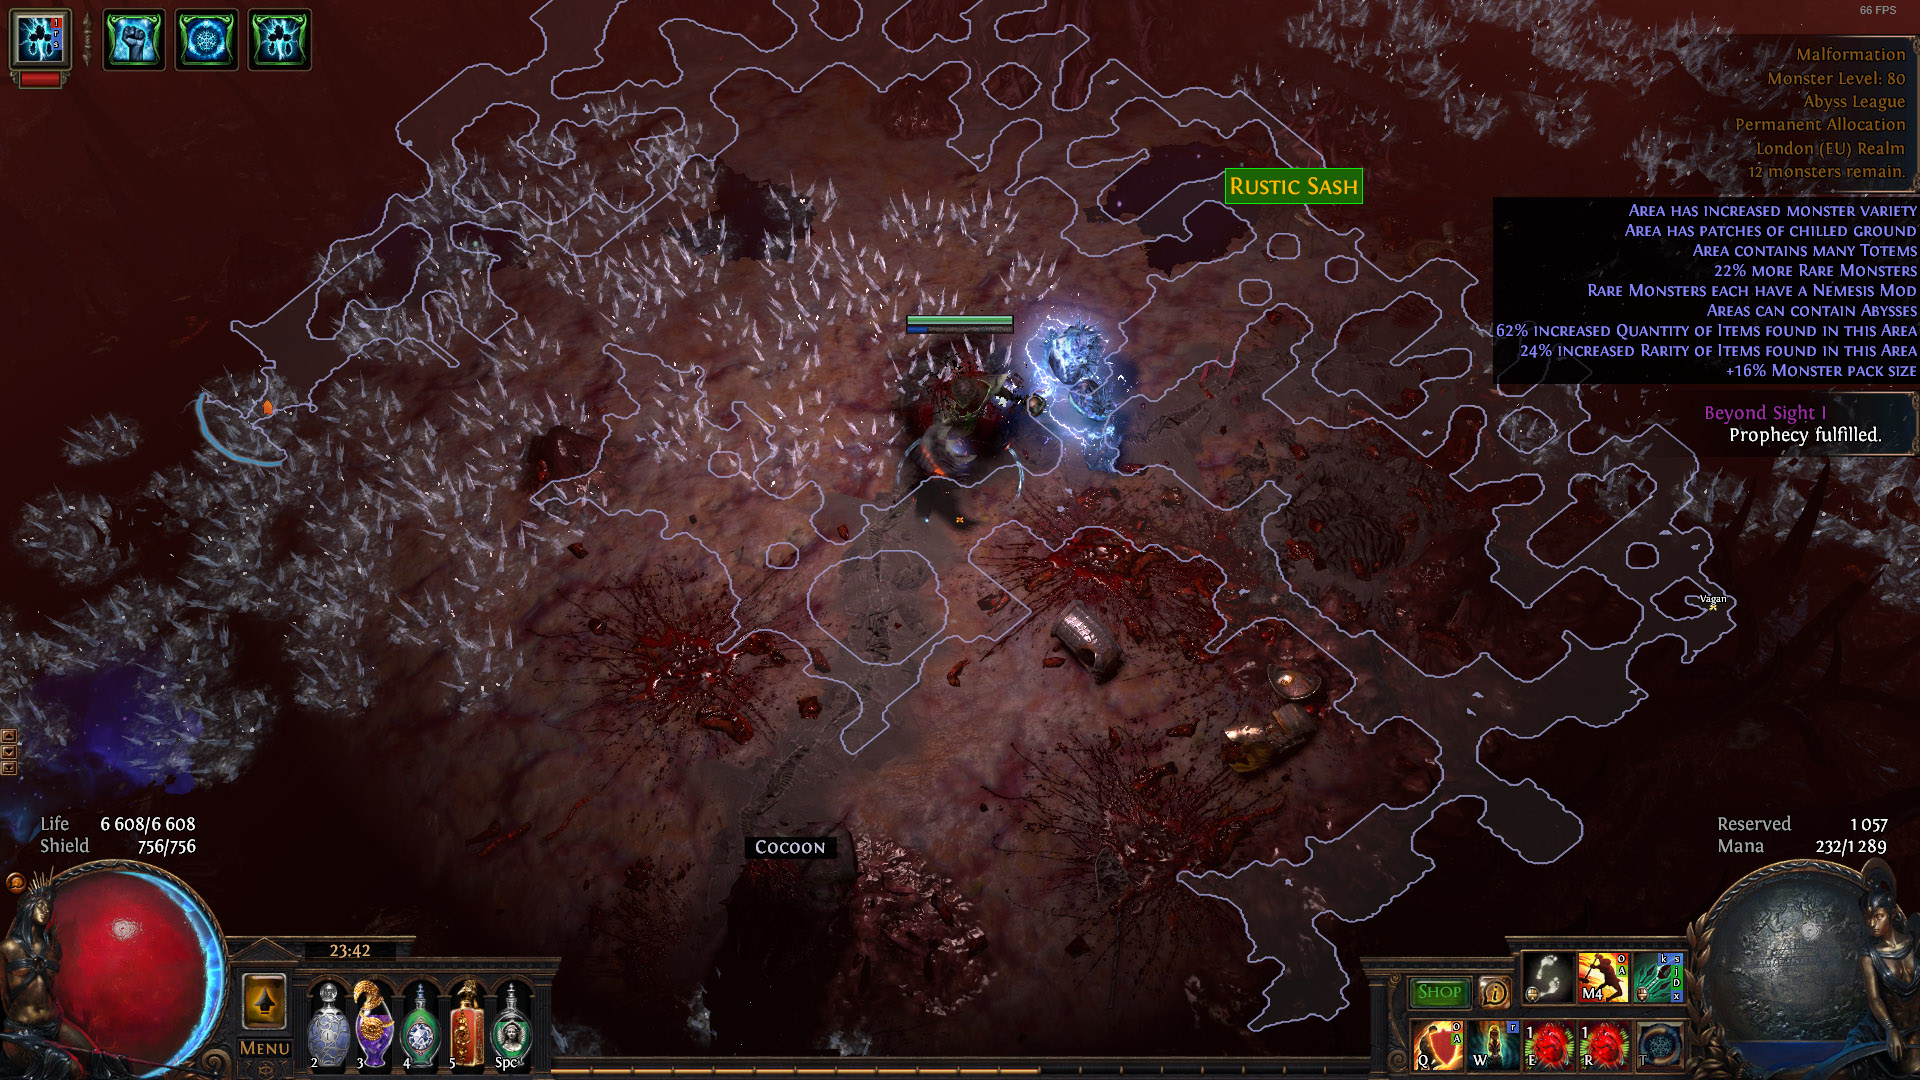 66 FPS
Malformation
Monster Level: 80
Abyss League
Permanent Allocation
London (EU) Realm
12 monsters remain.
Rustic Sash
Area has increased monster variety
Area has patches of chilled ground
Area contains many Totems
22% more Rare Monsters
Rare Monsters each have a Nemesis Mod
Areas can contain Abysses
62% increased Quantity of Items found in this Area
24% increased Rarity of Items found in this Area
+16% Monster pack size
Beyond Sight I
Prophecy fulfilled.
Vagan
Cocoon
Life 6 608/6 608
Shield 756/756
Reserved 1 057
Mana 232/1 289
23:42
Menu
2 3 4 5 Spc
Shop
M4
Q W E R T